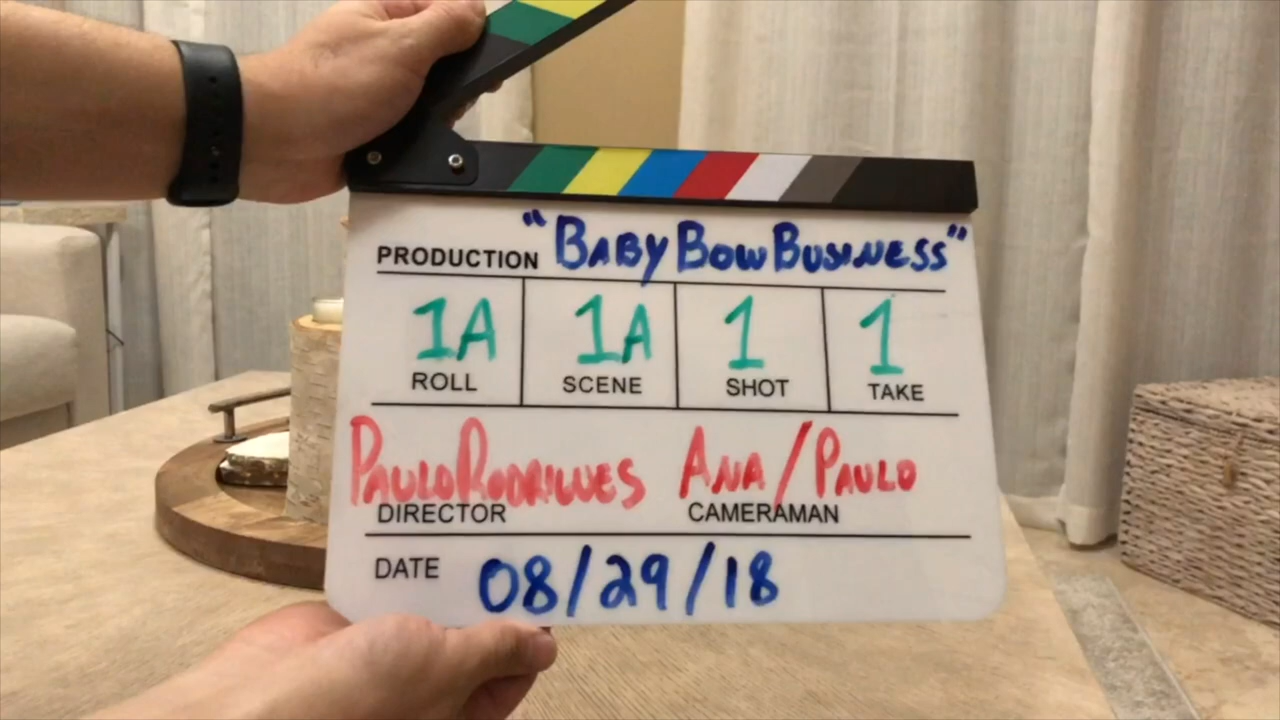 PRODUCTION "BABY BOW BUSINESS"
1A 1A 1 1
ROLL SCENE SHOT TAKE
PAULO RODRIGUES ANA/PAULO
DIRECTOR CAMERAMAN
DATE 08/29/18